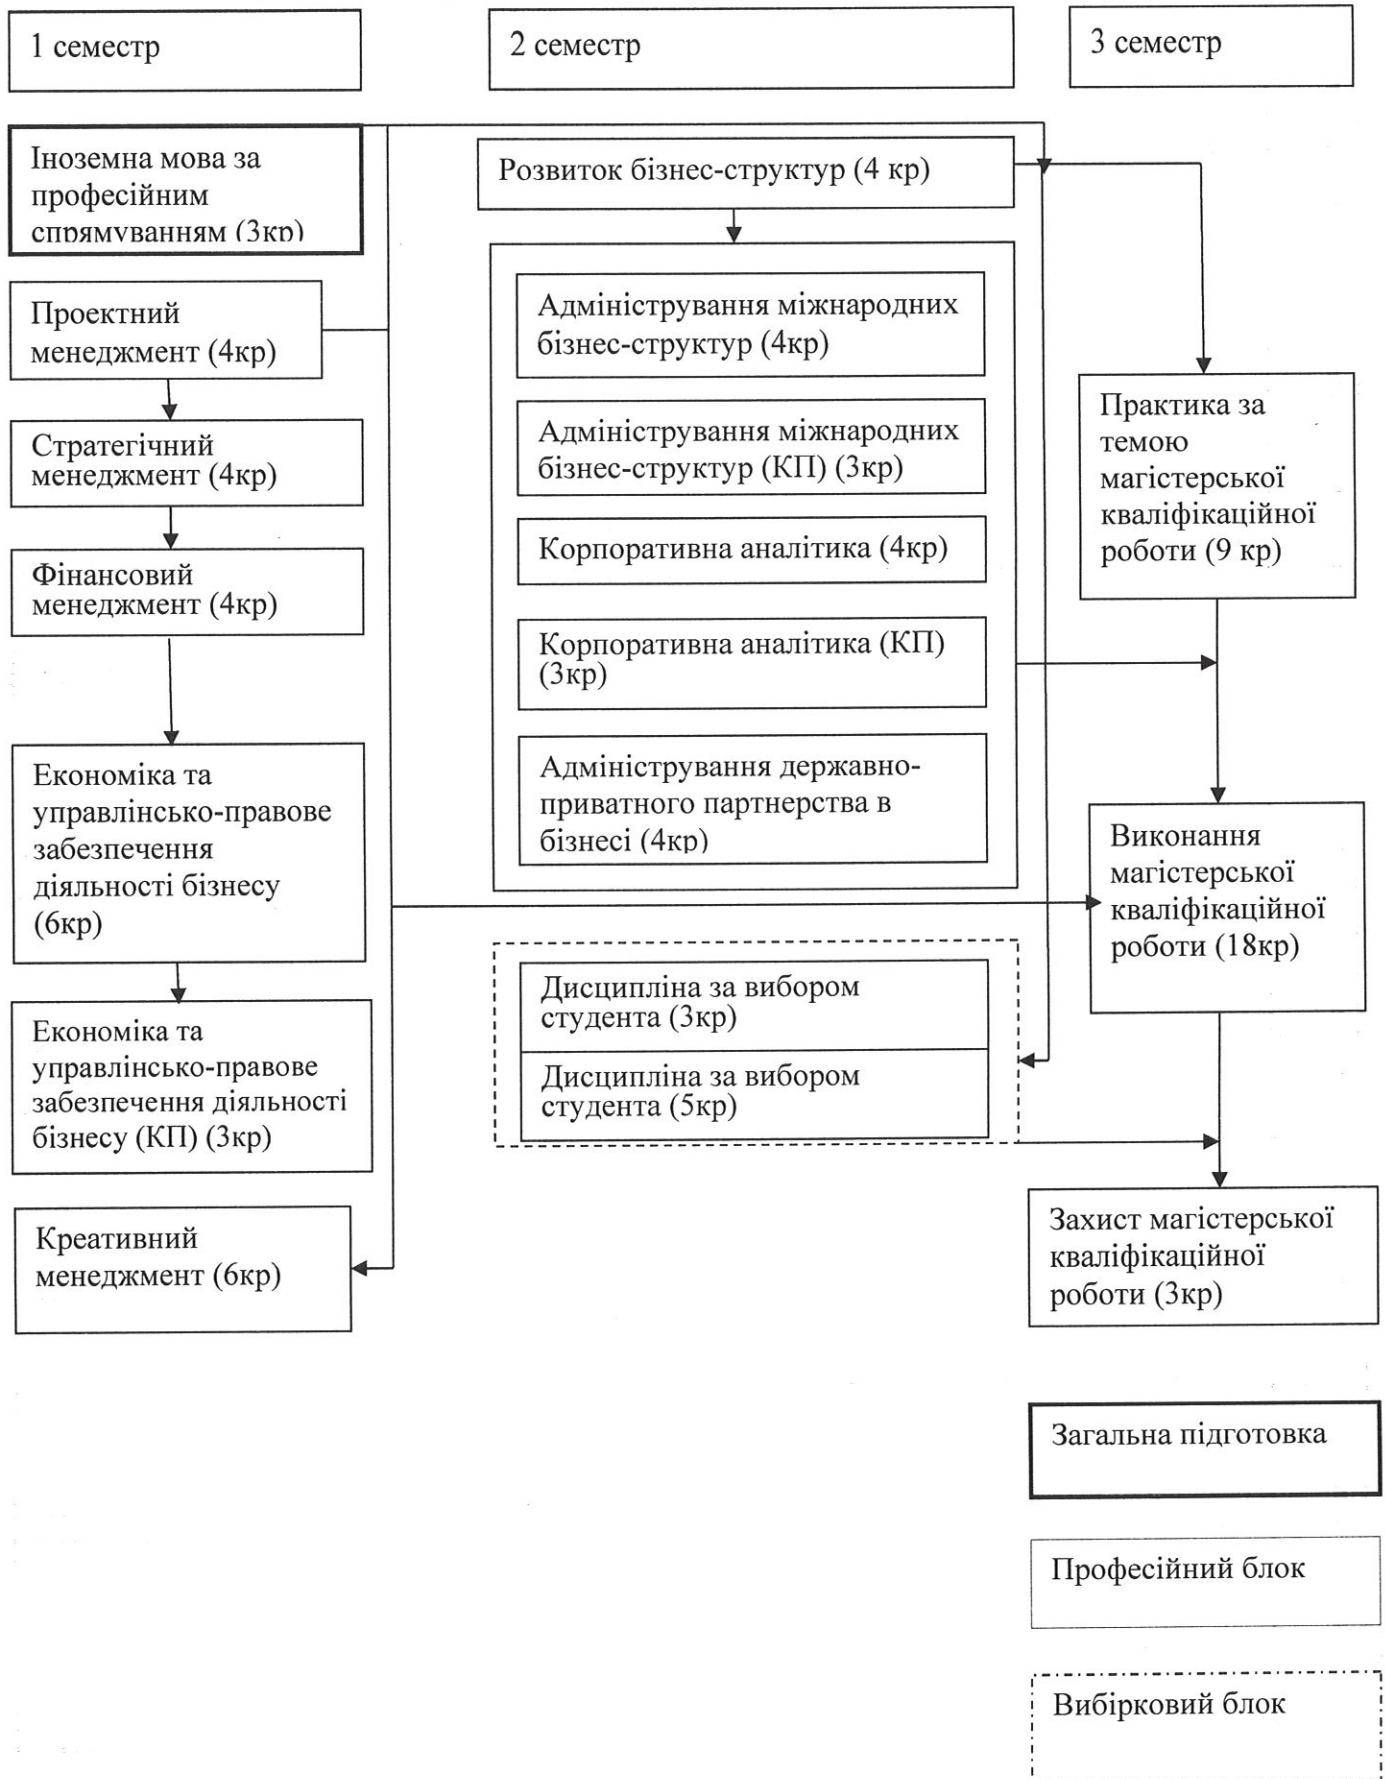 1 семестр
2 семестр
3 семестр
Іноземна мова за
професійним
спрямуванням (3кр)
Проектний
менеджмент (4кр)
Стратегічний
менеджмент (4кр)
Фінансовий
менеджмент (4кр)
Економіка та
управлінсько-правове
забезпечення
діяльності бізнесу
(6кр)
Економіка та
управлінсько-правове
забезпечення діяльності
бізнесу (КП) (3кр)
Креативний
менеджмент (6кр)
Розвиток бізнес-структур (4 кр)
Адміністрування міжнародних
бізнес-структур (4кр)
Адміністрування міжнародних
бізнес-структур (КП) (3кр)
Корпоративна аналітика (4кр)
Корпоративна аналітика (КП)
(3кр)
Адміністрування державно-
приватного партнерства в
бізнесі (4кр)
Дисципліна за вибором
студента (3кр)
Дисципліна за вибором
студента (5кр)
Практика за
темою
магістерської
кваліфікаційної
роботи (9 кр)
Виконання
магістерської
кваліфікаційної
роботи (18кр)
Захист магістерської
кваліфікаційної
роботи (3кр)
Загальна підготовка
Професійний блок
Вибірковий блок